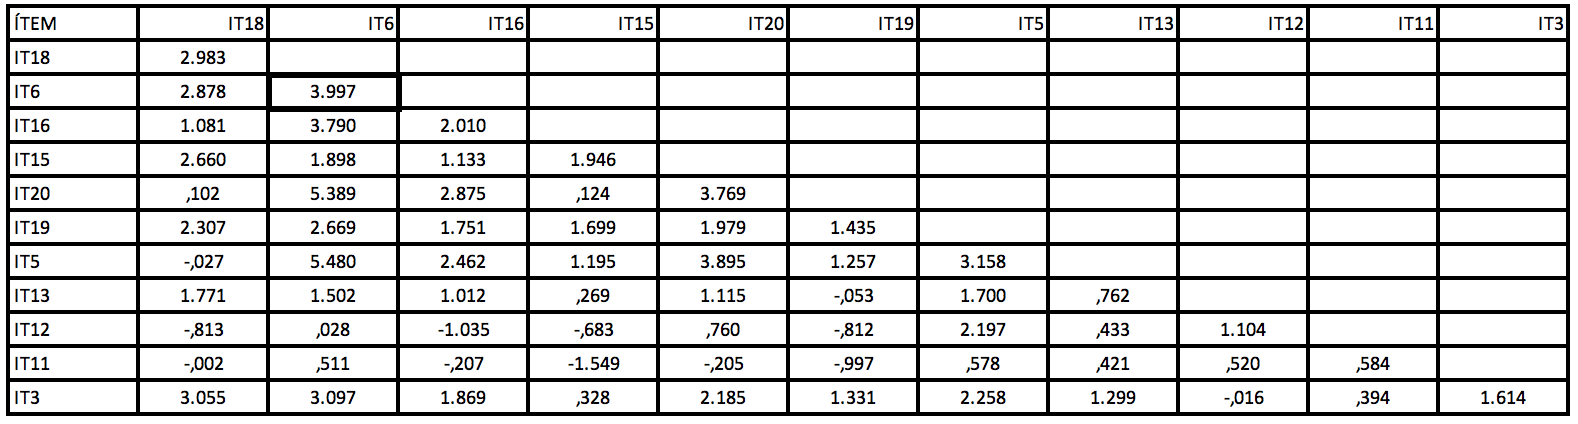 ÍTEM IT18 IT6 IT16 IT15 IT20 IT19 IT5 IT13 IT12 IT11 IT3
IT18 2.983
IT6 2.878 3.997
IT16 1.081 3.790 2.010
IT15 2.660 1.898 1.133 1.946
IT20 ,102 5.389 2.875 ,124 3.769
IT19 2.307 2.669 1.751 1.699 1.979 1.435
IT5 -,027 5.480 2.462 1.195 3.895 1.257 3.158
IT13 1.771 1.502 1.012 ,269 1.115 -,053 1.700 ,762
IT12 -,813 ,028 -1.035 -,683 ,760 -,812 2.197 ,433 1.104
IT11 -,002 ,511 -,207 -1.549 -,205 -,997 ,578 ,421 ,520 ,584
IT3 3.055 3.097 1.869 ,328 2.185 1.331 2.258 1.299 -,016 ,394 1.614